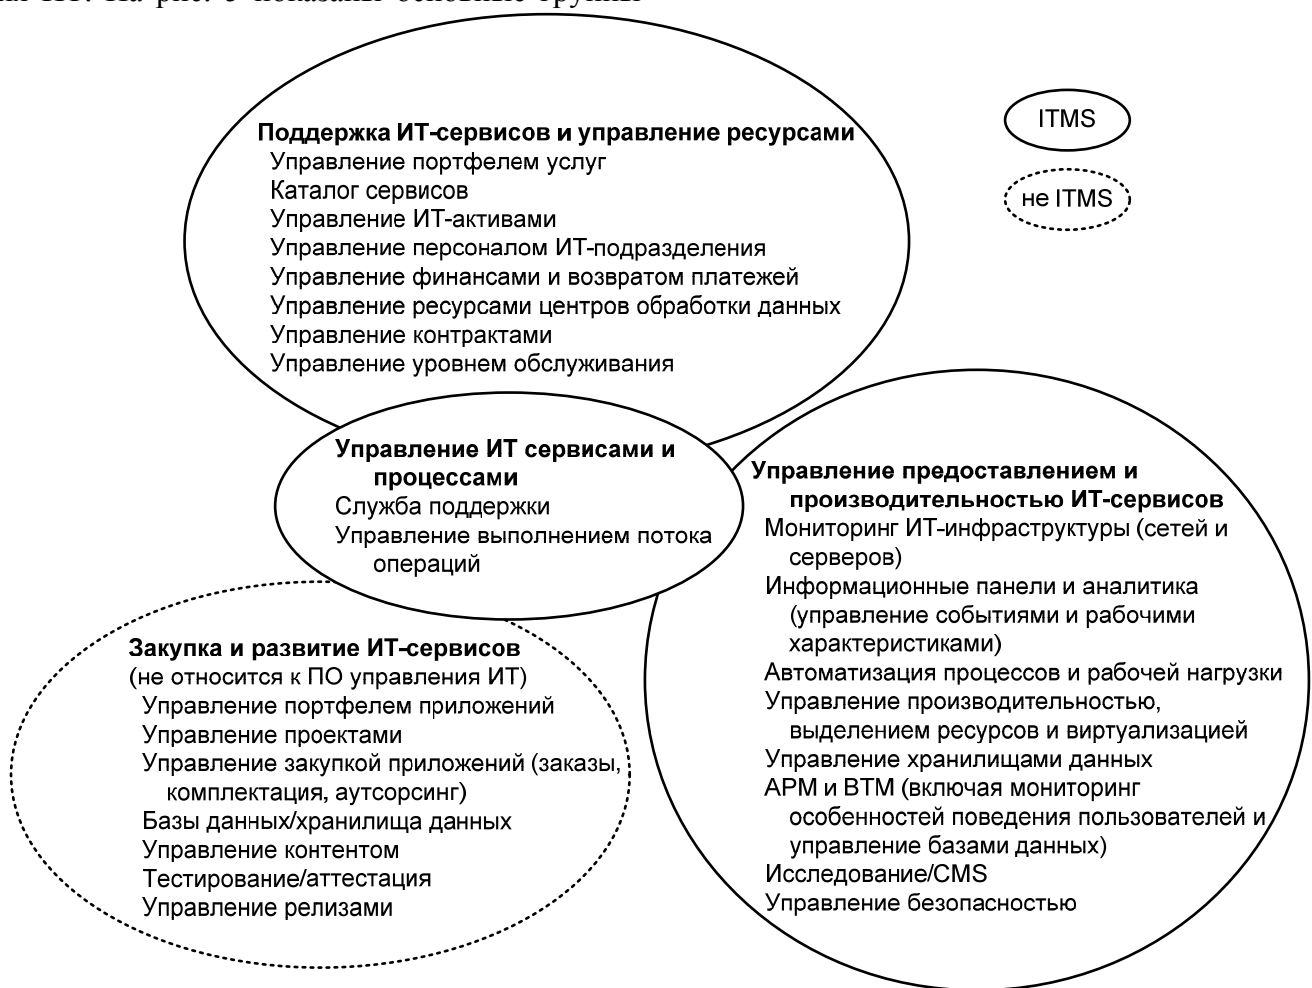 На рис. 3 показаны основные группы
ITMS
не ITMS
Поддержка ИТ-сервисов и управление ресурсами
Управление портфелем услуг
Каталог сервисов
Управление ИТ-активами
Управление персоналом ИТ-подразделения
Управление финансами и возвратом платежей
Управление ресурсами центров обработки данных
Управление контрактами
Управление уровнем обслуживания
Управление ИТ сервисами и
процессами
Служба поддержки
Управление выполнением потока
операций
Управление предоставлением и
производительностью ИТ-сервисов
Мониторинг ИТ-инфраструктуры (сетей и
серверов)
Информационные панели и аналитика
(управление событиями и рабочими
характеристиками)
Автоматизация процессов и рабочей нагрузки
Управление производительностью,
выделением ресурсов и виртуализацией
Управление хранилищами данных
APM и BTM (включая мониторинг
особенностей поведения пользователей и
управление базами данных)
Исследование/CMS
Управление безопасностью
Закупка и развитие ИТ-сервисов
(не относится к ПО управления ИТ)
Управление портфелем приложений
Управление проектами
Управление закупкой приложений (заказы,
комплектация, аутсорсинг)
Базы данных/хранилища данных
Управление контентом
Тестирование/аттестация
Управление релизами